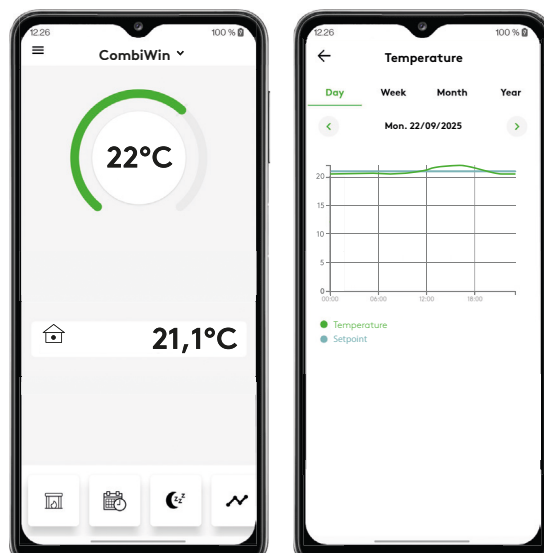 12.26
100 %
CombiWin
22°C
21,1°C
zzz
12.26
100 %
Temperature
Day
Week
Month
Year
Mon. 22/09/2025
20
15
10
5
0
00:00
06:00
12:00
18:00
Temperature
Setpoint